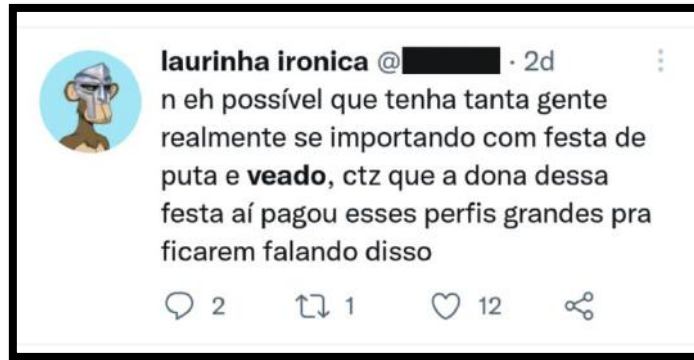 laurinha ironica @ · 2d
n eh possível que tenha tanta gente
realmente se importando com festa de
puta e veado, ctz que a dona dessa
festa aí pagou esses perfis grandes pra
ficarem falando disso
2 1 12